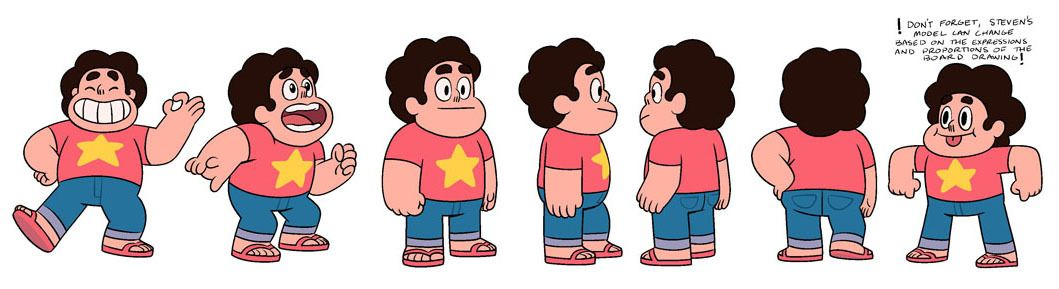 ! DON'T FORGET, STEVEN'S
MODEL CAN CHANGE
BASED ON THE EXPRESSIONS
AND PROPORTIONS OF THE
BOARD DRAWING!